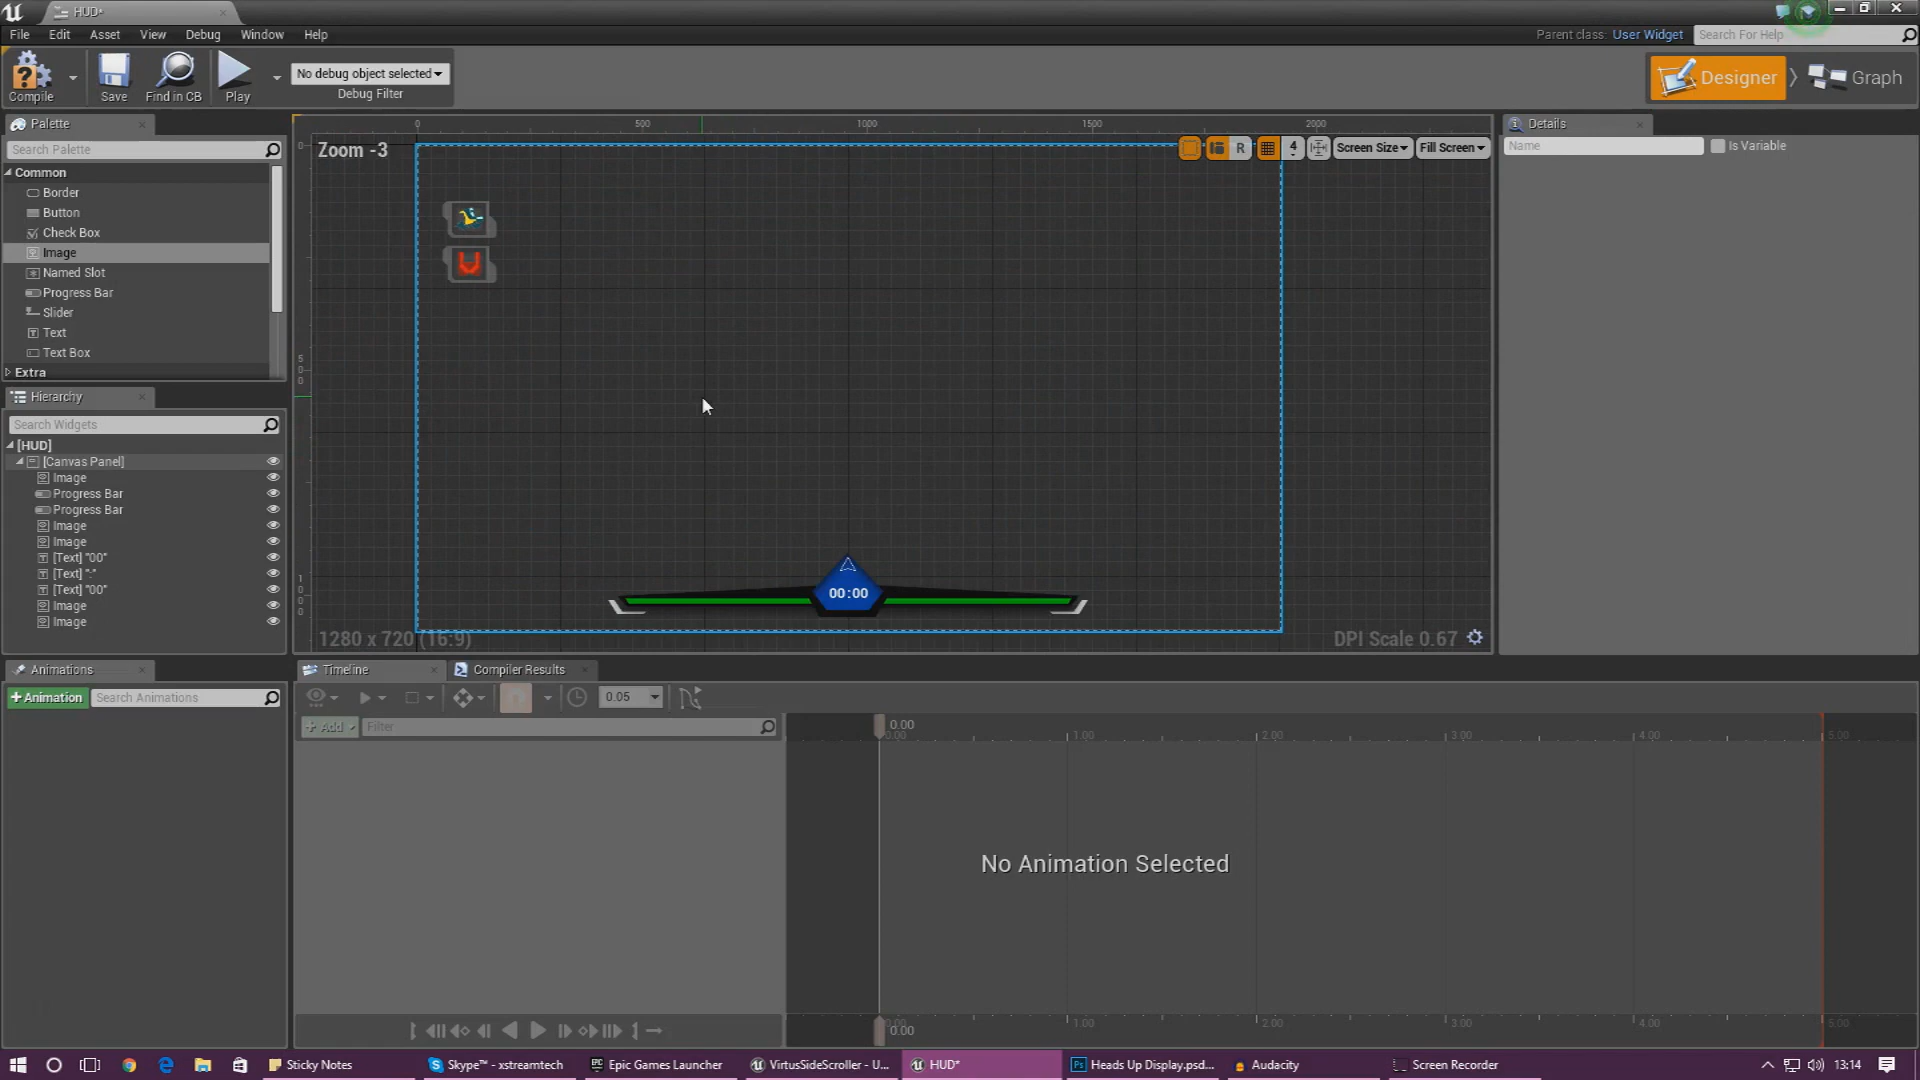 HUD*
File Edit Asset View Debug Window Help
Parent class: User Widget Search For Help
Compile Save Find in CB Play
No debug object selected
Debug Filter
Designer Graph
Palette
Search Palette
Common
Border
Button
Check Box
Image
Named Slot
Progress Bar
Slider
Text
Text Box
Extra
Hierarchy
Search Widgets
[HUD]
[Canvas Panel]
Image
Progress Bar
Progress Bar
Image
Image
[Text] "00"
[Text] ":"
[Text] "00"
Image
Image
0 500 1000 1500 2000
0
500
1000
Zoom -3
R 4 Screen Size Fill Screen
00:00
1280 x 720 (16:9)
DPI Scale 0.67
Details
Name Is Variable
Animations
+Animation Search Animations
Timeline Compiler Results
0.05
+ Add Filter
0.00
0.00 1.00 2.00 3.00 4.00 5.00
No Animation Selected
0.00 1.00 2.00 3.00 4.00 5.00
0.00
Sticky Notes
Skype™ - xstreamtech
Epic Games Launcher
VirtusSideScroller - U...
HUD*
Ps Heads Up Display.psd...
Audacity
Screen Recorder
13:14